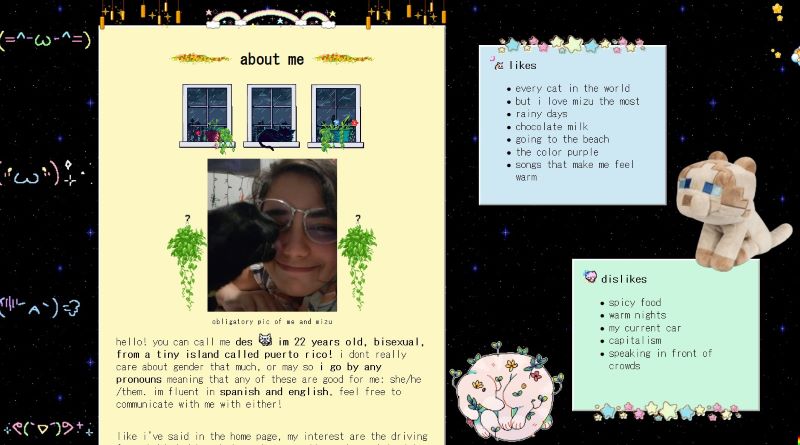 about me
?
?
obligatory pic of me and mizu
hello! you can call me des im 22 years old, bisexual,
from a tiny island called puerto rico! i dont really
care about gender that much, or may so i go by any
pronouns meaning that any of these are good for me: she/he
/them. im fluent in spanish and english, feel free to
communicate with me with either!
like i've said in the home page, my interest are the driving
likes
every cat in the world
but i love mizu the most
rainy days
chocolate milk
going to the beach
the color purple
songs that make me feel
warm
dislikes
spicy food
warm nights
my current car
capitalism
speaking in front of
crowds